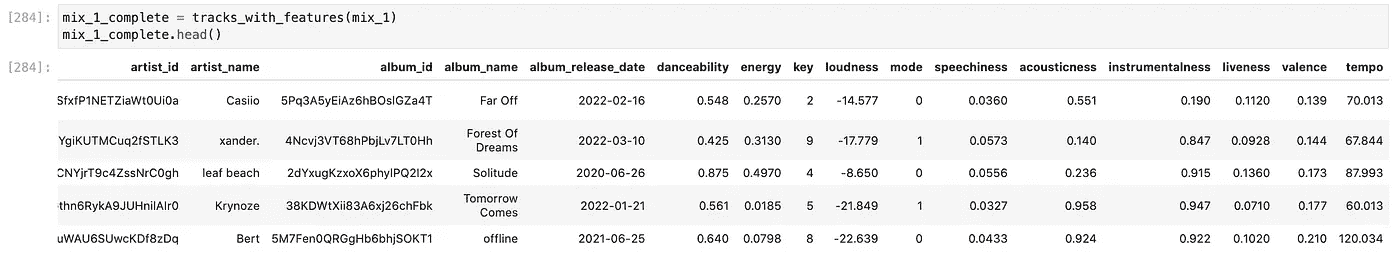 [284]: mix_1_complete = tracks_with_features(mix_1)
mix_1_complete.head()
[284]: artist_id artist_name album_id album_name album_release_date danceability energy key loudness mode speechiness acousticness instrumentalness liveness valence tempo
SfxfP1NETZiaWt0Ui0a Casiio 5Pq3A5yEiAz6hBOslGZa4T Far Off 2022-02-16 0.548 0.2570 2 -14.577 0 0.0360 0.551 0.190 0.1120 0.139 70.013
YgiKUTMCuq2fSTLK3 xander. 4Ncvj3VT68hPbjLv7LT0Hh Forest Of 2022-03-10 0.425 0.3130 9 -17.779 1 0.0573 0.140 0.847 0.0928 0.144 67.844
Dreams
CNYjrT9c4ZssNrC0gh leaf beach 2dYxugKzxoX6phylPQ2l2x Solitude 2020-06-26 0.875 0.4970 4 -8.650 0 0.0556 0.236 0.915 0.1360 0.173 87.993
thn6RykA9JUHnilAIr0 Krynoze 38KDWtXii83A6xj26chFbk Tomorrow 2022-01-21 0.561 0.0185 5 -21.849 1 0.0327 0.958 0.947 0.0710 0.177 60.013
Comes
uWAU6SUwcKDf8zDq Bert 5M7Fen0QRGgHb6bhjSOKT1 offline 2021-06-25 0.640 0.0798 8 -22.639 0 0.0433 0.924 0.922 0.1020 0.210 120.034